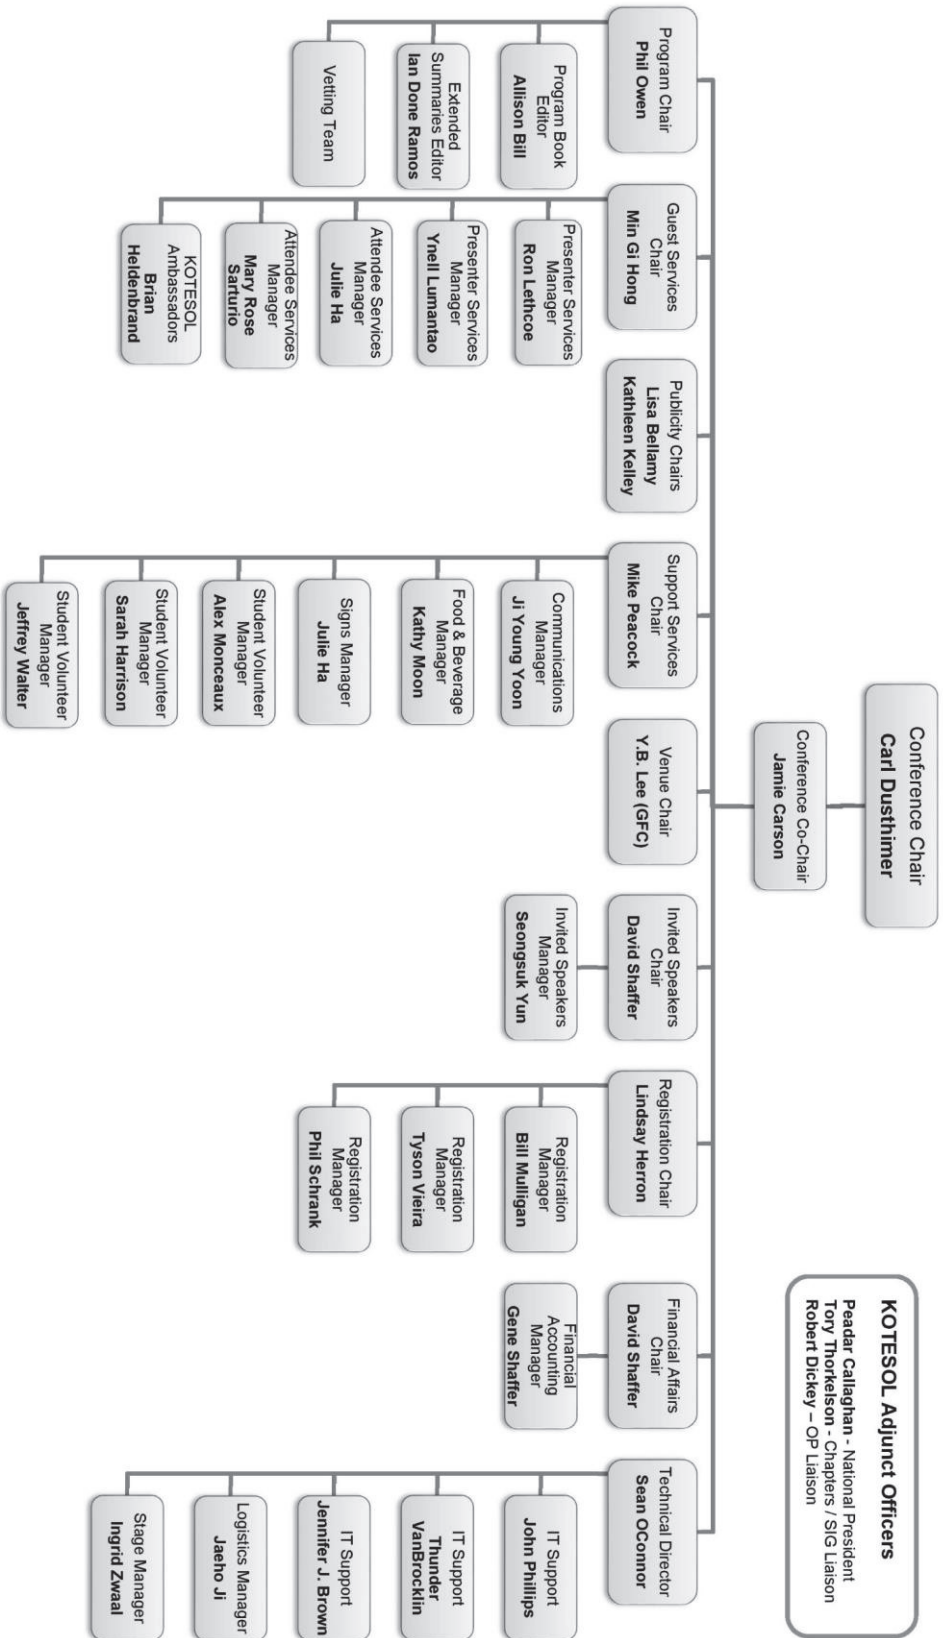 Conference Chair
Carl Dusthimer
Conference Co-Chair
Jamie Carson
KOTESOL Adjunct Officers
Peadar Callaghan - National President
Tory Thorkelson - Chapters / SIG Liaison
Robert Dickey – OP Liaison
Program Chair
Phil Owen
Program Book
Editor
Allison Bill
Extended
Summaries Editor
Ian Done Ramos
Vetting Team
Guest Services
Chair
Min Gi Hong
Presenter Services
Manager
Ron Lethcoe
Presenter Services
Manager
Ynell Lumantao
Attendee Services
Manager
Julie Ha
Attendee Services
Manager
Mary Rose
Sarturio
KOTESOL
Ambassadors
Brian
Heldenbrand
Publicity Chairs
Lisa Bellamy
Kathleen Kelley
Support Services
Chair
Mike Peacock
Communications
Manager
Ji Young Yoon
Food & Beverage
Manager
Kathy Moon
Signs Manager
Julie Ha
Student Volunteer
Manager
Alex Monceaux
Student Volunteer
Manager
Sarah Harrison
Student Volunteer
Manager
Jeffrey Walter
Venue Chair
Y.B. Lee (GFC)
Invited Speakers
Chair
David Shaffer
Invited Speakers
Manager
Seongsuk Yun
Registration Chair
Lindsay Herron
Registration
Manager
Bill Mulligan
Registration
Manager
Tyson Vieira
Registration
Manager
Phil Schrank
Financial Affairs
Chair
David Shaffer
Financial
Accounting
Manager
Gene Shaffer
Technical Director
Sean OConnor
IT Support
John Phillips
IT Support
Thunder
VanBrocklin
IT Support
Jennifer J. Brown
Logistics Manager
Jaeho Ji
Stage Manager
Ingrid Zwaal